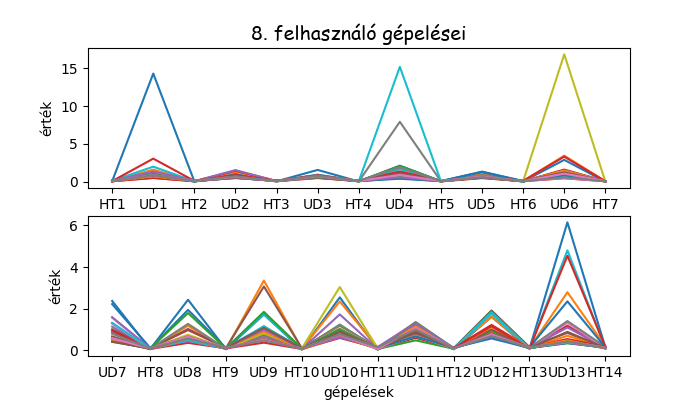 8. felhasználó gépelései
érték
15
10
5
0
HT1 UD1 HT2 UD2 HT3 UD3 HT4 UD4 HT5 UD5 HT6 UD6 HT7
érték
6
4
2
0
UD7 HT8 UD8 HT9 UD9 HT10 UD10 HT11 UD11 HT12 UD12 HT13 UD13 HT14
gépelések